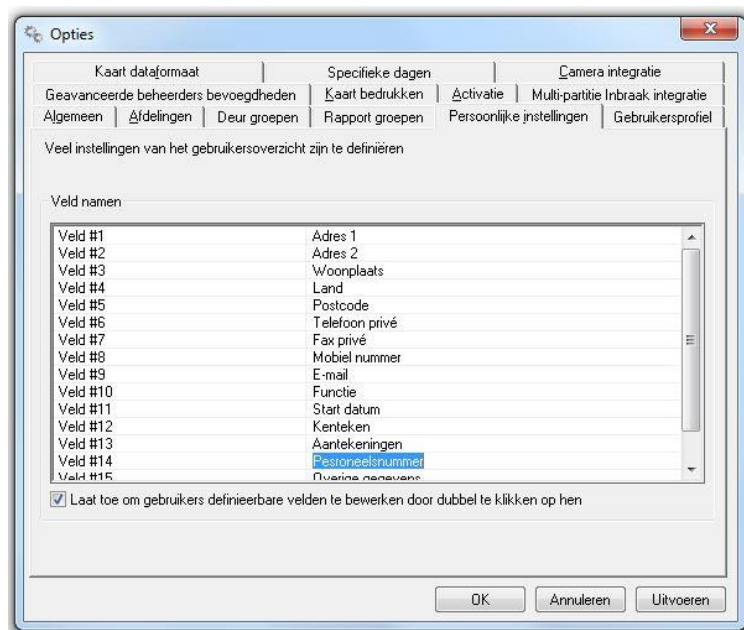 Opties
Kaart dataformaat Specifieke dagen Camera integratie
Geavanceerde beheerders bevoegdheden Kaart bedrukken Activatie Multi-partitie Inbraak integratie
Algemeen Afdelingen Deur groepen Rapport groepen Persoonlijke instellingen Gebruikersprofiel
Veel instellingen van het gebruikersoverzicht zijn te definiëren
Veld namen
Veld #1 Adres 1
Veld #2 Adres 2
Veld #3 Woonplaats
Veld #4 Land
Veld #5 Postcode
Veld #6 Telefoon privé
Veld #7 Fax privé
Veld #8 Mobiel nummer
Veld #9 E-mail
Veld #10 Functie
Veld #11 Start datum
Veld #12 Kenteken
Veld #13 Aantekeningen
Veld #14 Pesroneelsnummer
Veld #15 Overige gegevens
Laat toe om gebruikers definieerbare velden te bewerken door dubbel te klikken op hen
OK Annuleren Uitvoeren